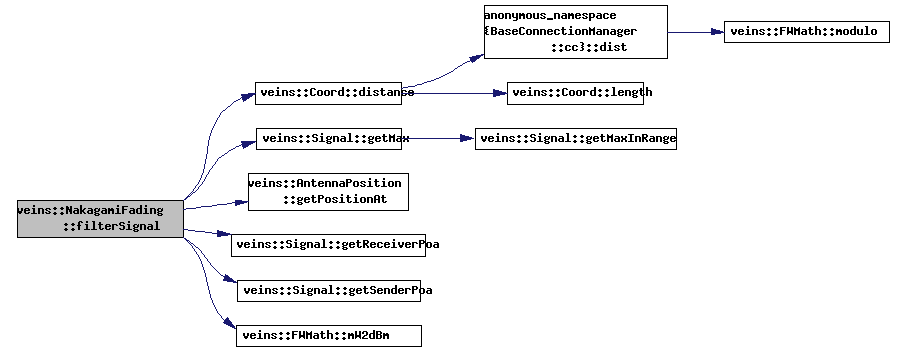 anonymous_namespace
{BaseConnectionManager
::cc}::dist
veins::FWMath::modulo
veins::Coord::distance
veins::Coord::length
veins::Signal::getMax
veins::Signal::getMaxInRange
veins::AntennaPosition
::getPositionAt
veins::NakagamiFading
::filterSignal
veins::Signal::getReceiverPoa
veins::Signal::getSenderPoa
veins::FWMath::mW2dBm